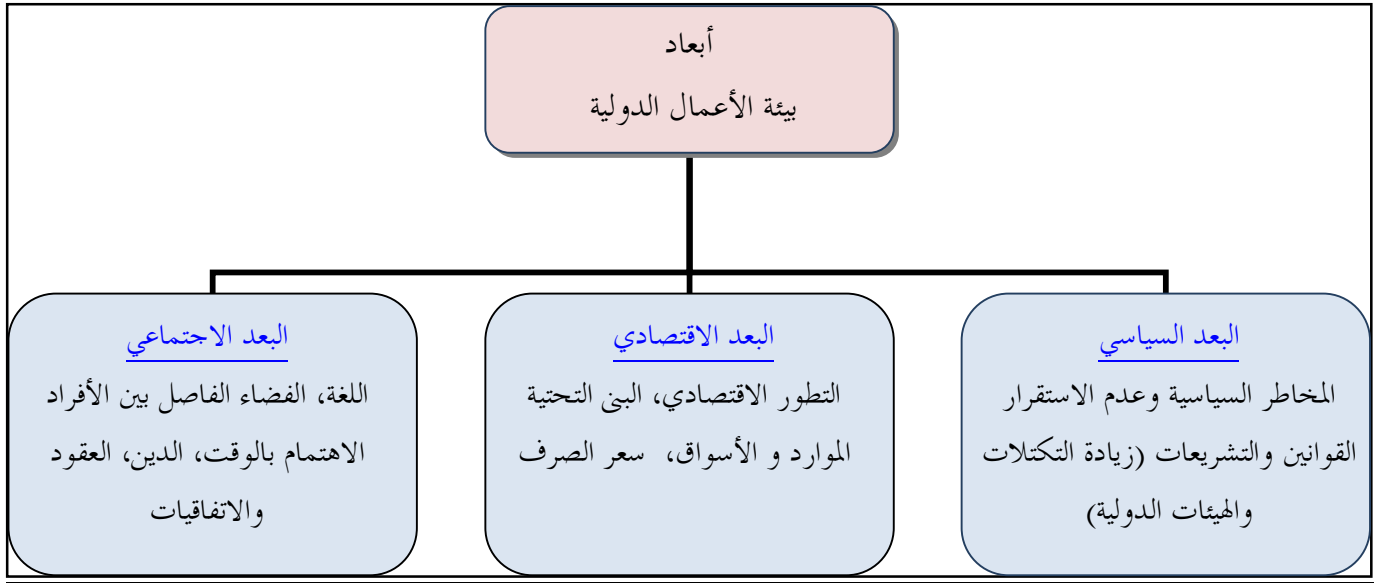 أبعاد
بيئة الأعمال الدولية
البعد السياسي
المخاطر السياسية وعدم الاستقرار
القوانين والتشريعات (زيادة التكتلات
والهيئات الدولية)
البعد الاقتصادي
التطور الاقتصادي، البنى التحتية
الموارد و الأسواق، سعر الصرف
البعد الاجتماعي
اللغة، الفضاء الفاصل بين الأفراد
الاهتمام بالوقت، الدين، العقود
والاتفاقيات